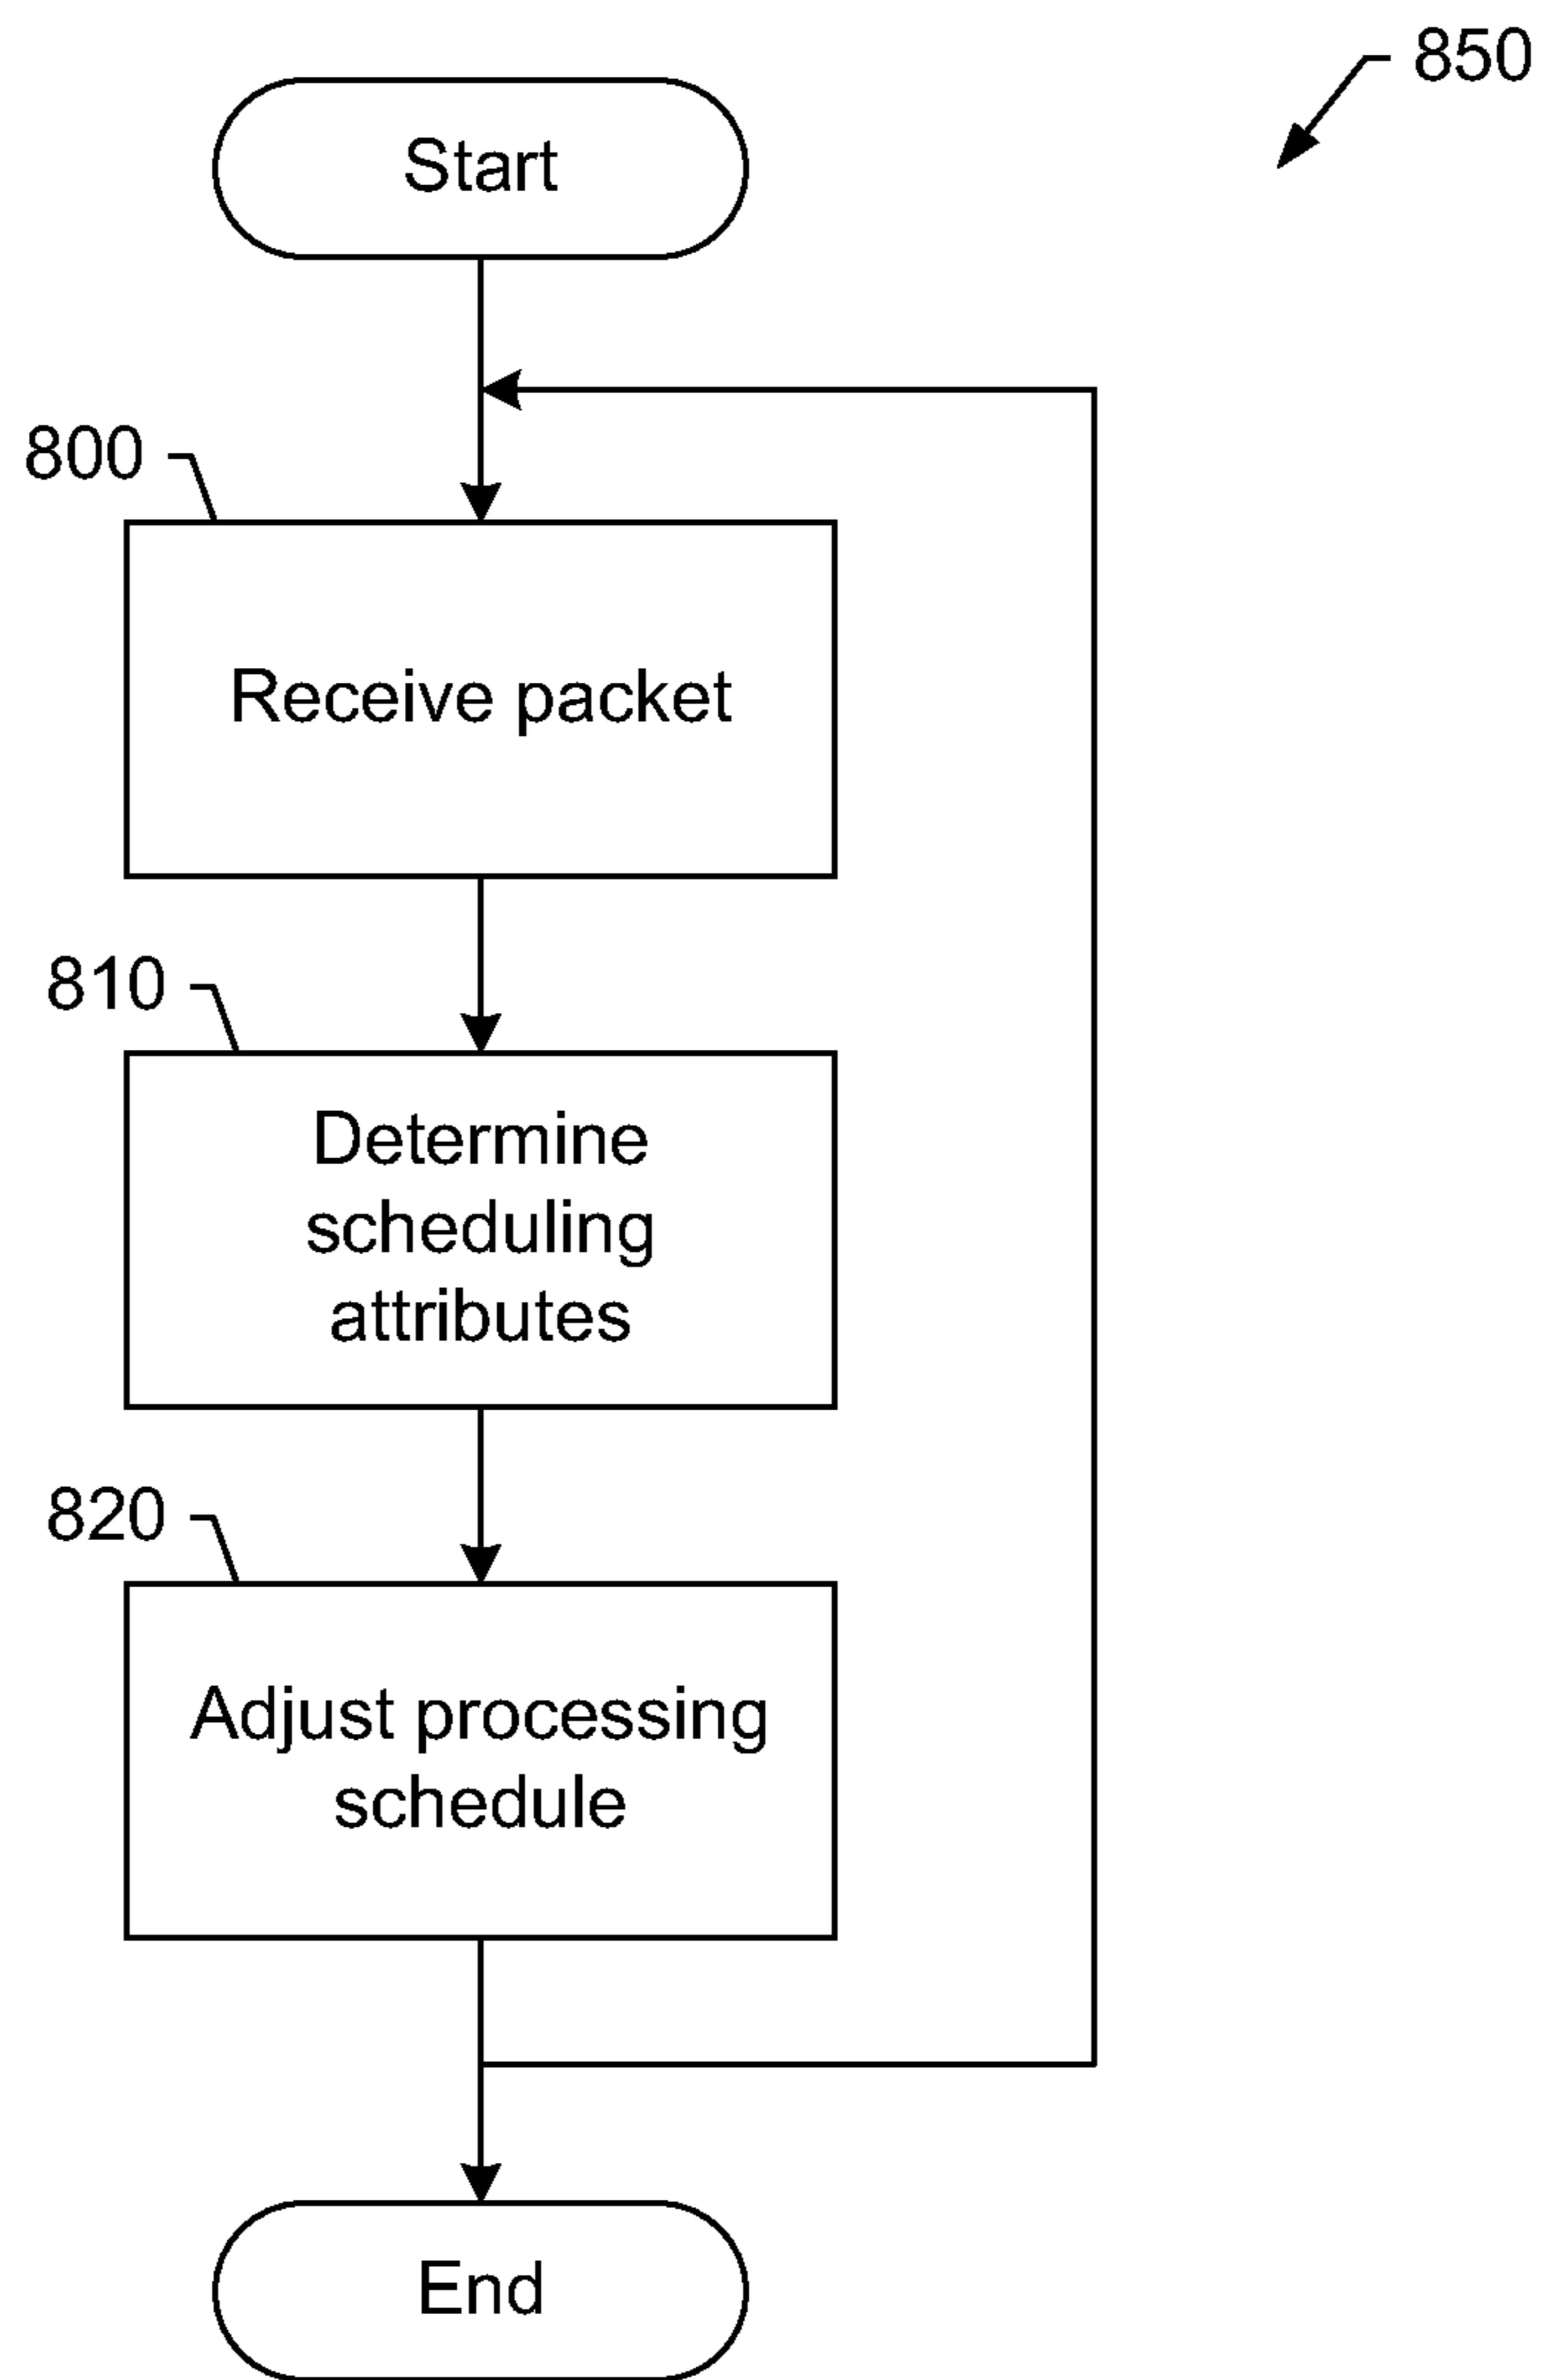 850
Start
800
Receive packet
810
Determine
scheduling
attributes
820
Adjust processing
schedule
End